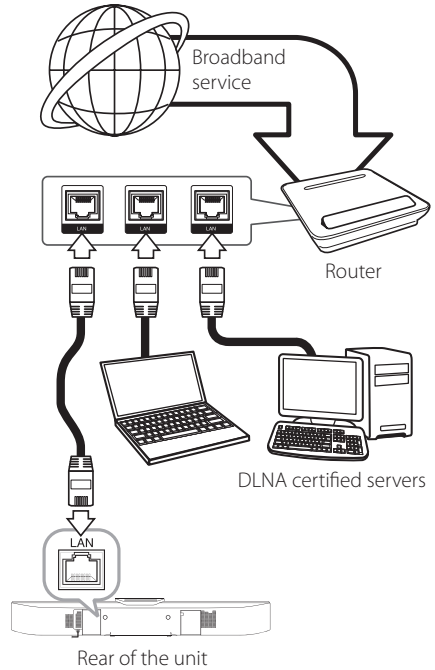 Broadband
service
LAN LAN LAN
Router
DLNA certified servers
LAN
Rear of the unit